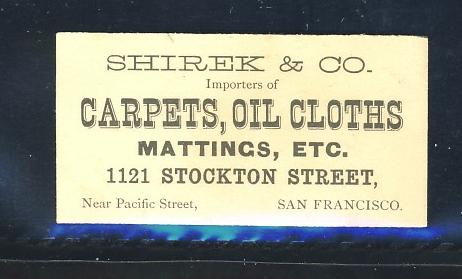 SHIREK & CO.
Importers of
CARPETS, OIL CLOTHS
MATTINGS, ETC.
1121 STOCKTON STREET,
Near Pacific Street, SAN FRANCISCO.